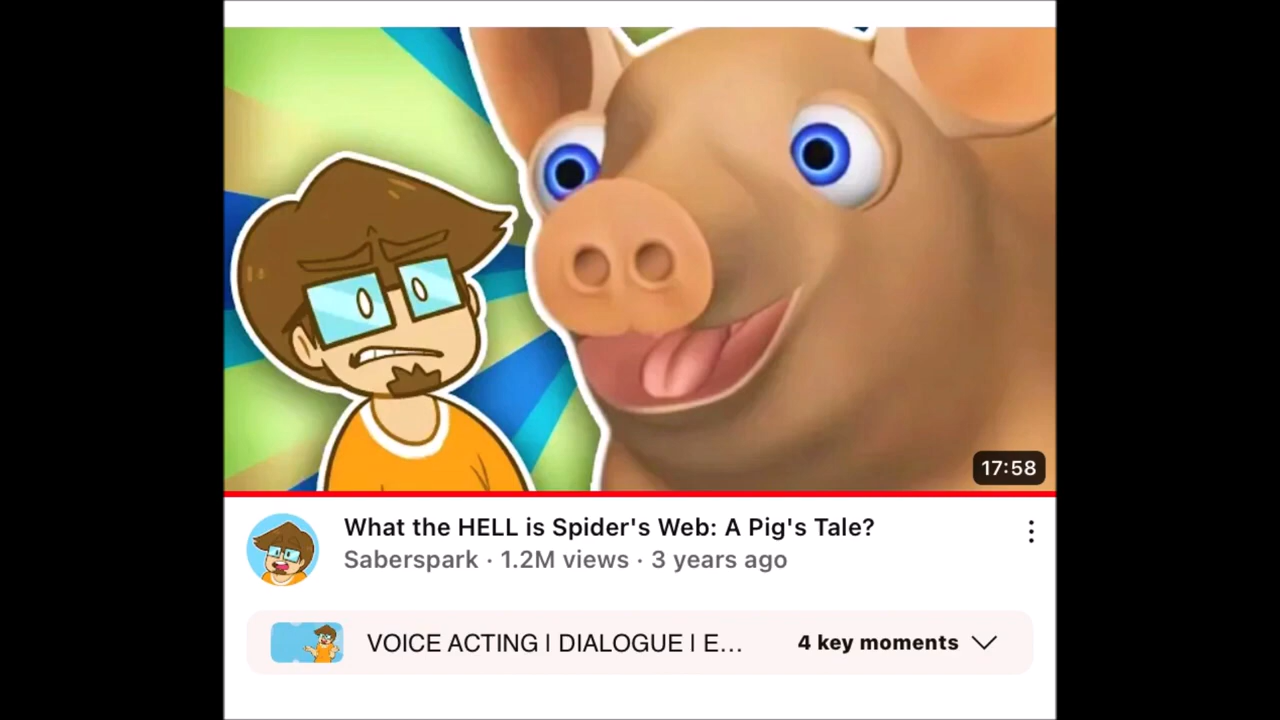 17:58
What the HELL is Spider's Web: A Pig's Tale?
Saberspark · 1.2M views · 3 years ago
VOICE ACTING | DIALOGUE | E... 4 key moments